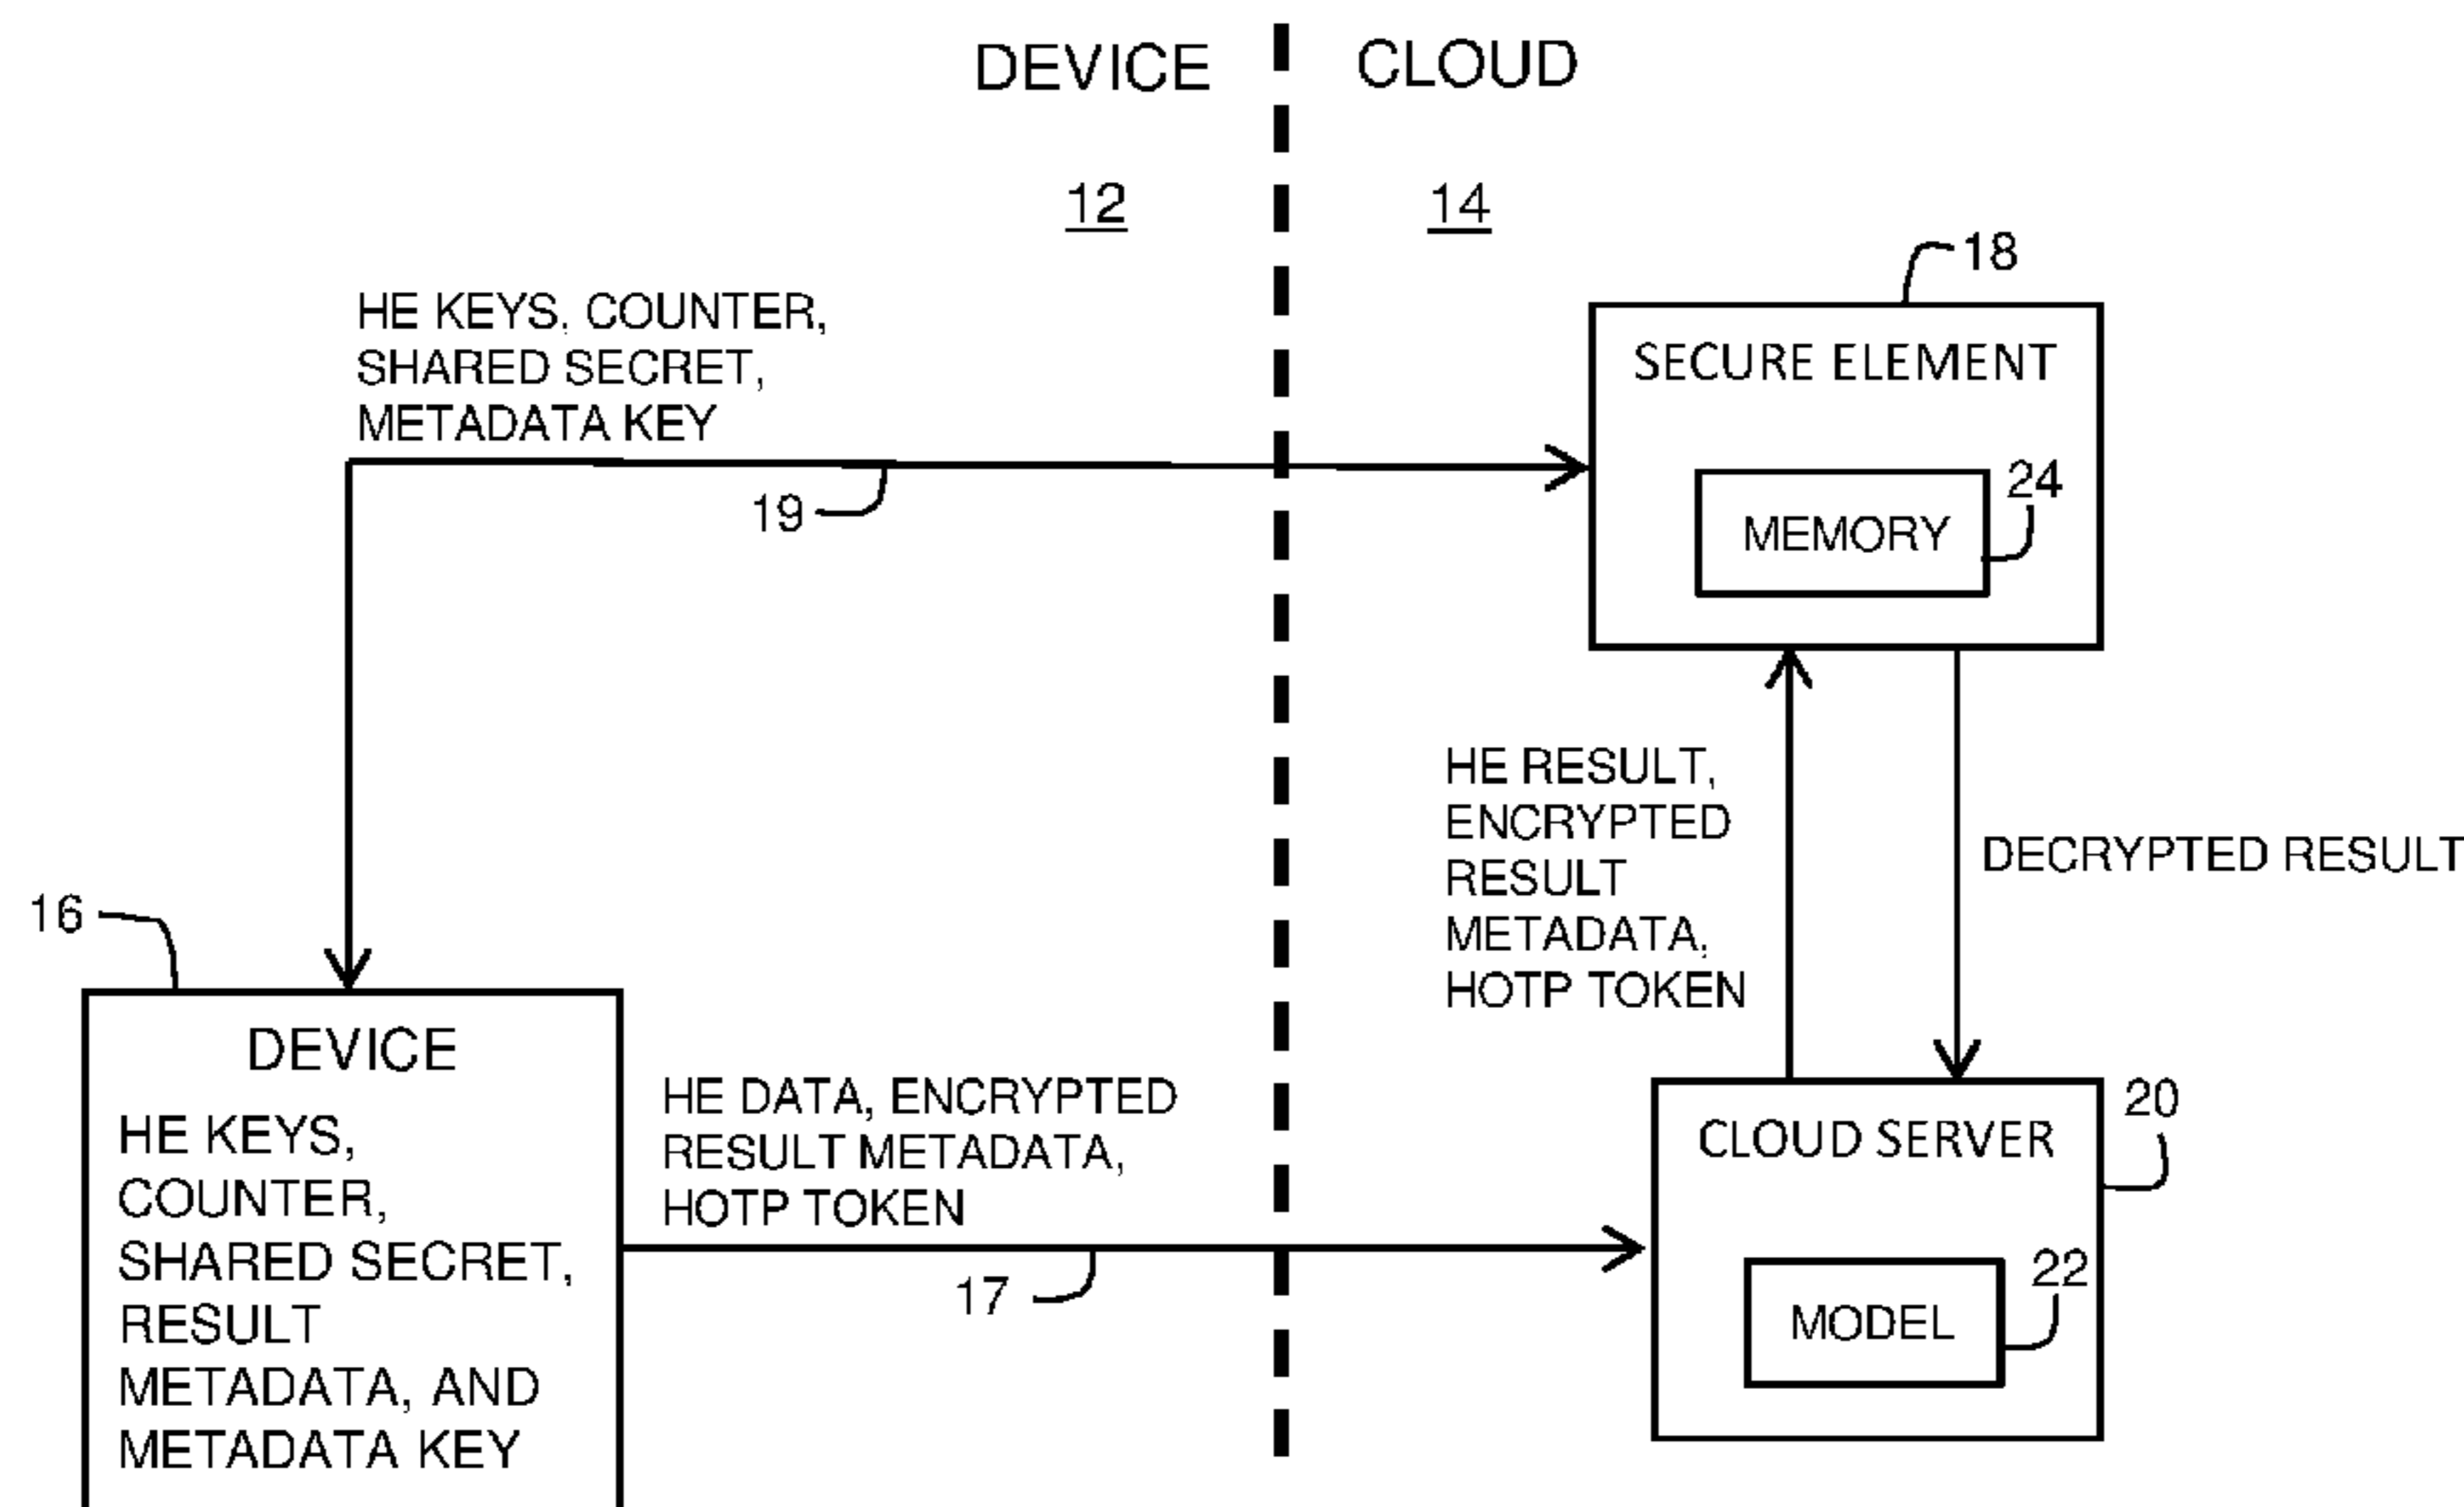 DEVICE
CLOUD
12
14
18
HE KEYS, COUNTER,
SHARED SECRET,
METADATA KEY
19
SECURE ELEMENT
24
MEMORY
HE RESULT,
ENCRYPTED
RESULT
METADATA,
HOTP TOKEN
DECRYPTED RESULT
16
DEVICE
HE KEYS,
COUNTER,
SHARED SECRET,
RESULT
METADATA, AND
METADATA KEY
HE DATA, ENCRYPTED
RESULT METADATA,
HOTP TOKEN
17
20
CLOUD SERVER
22
MODEL